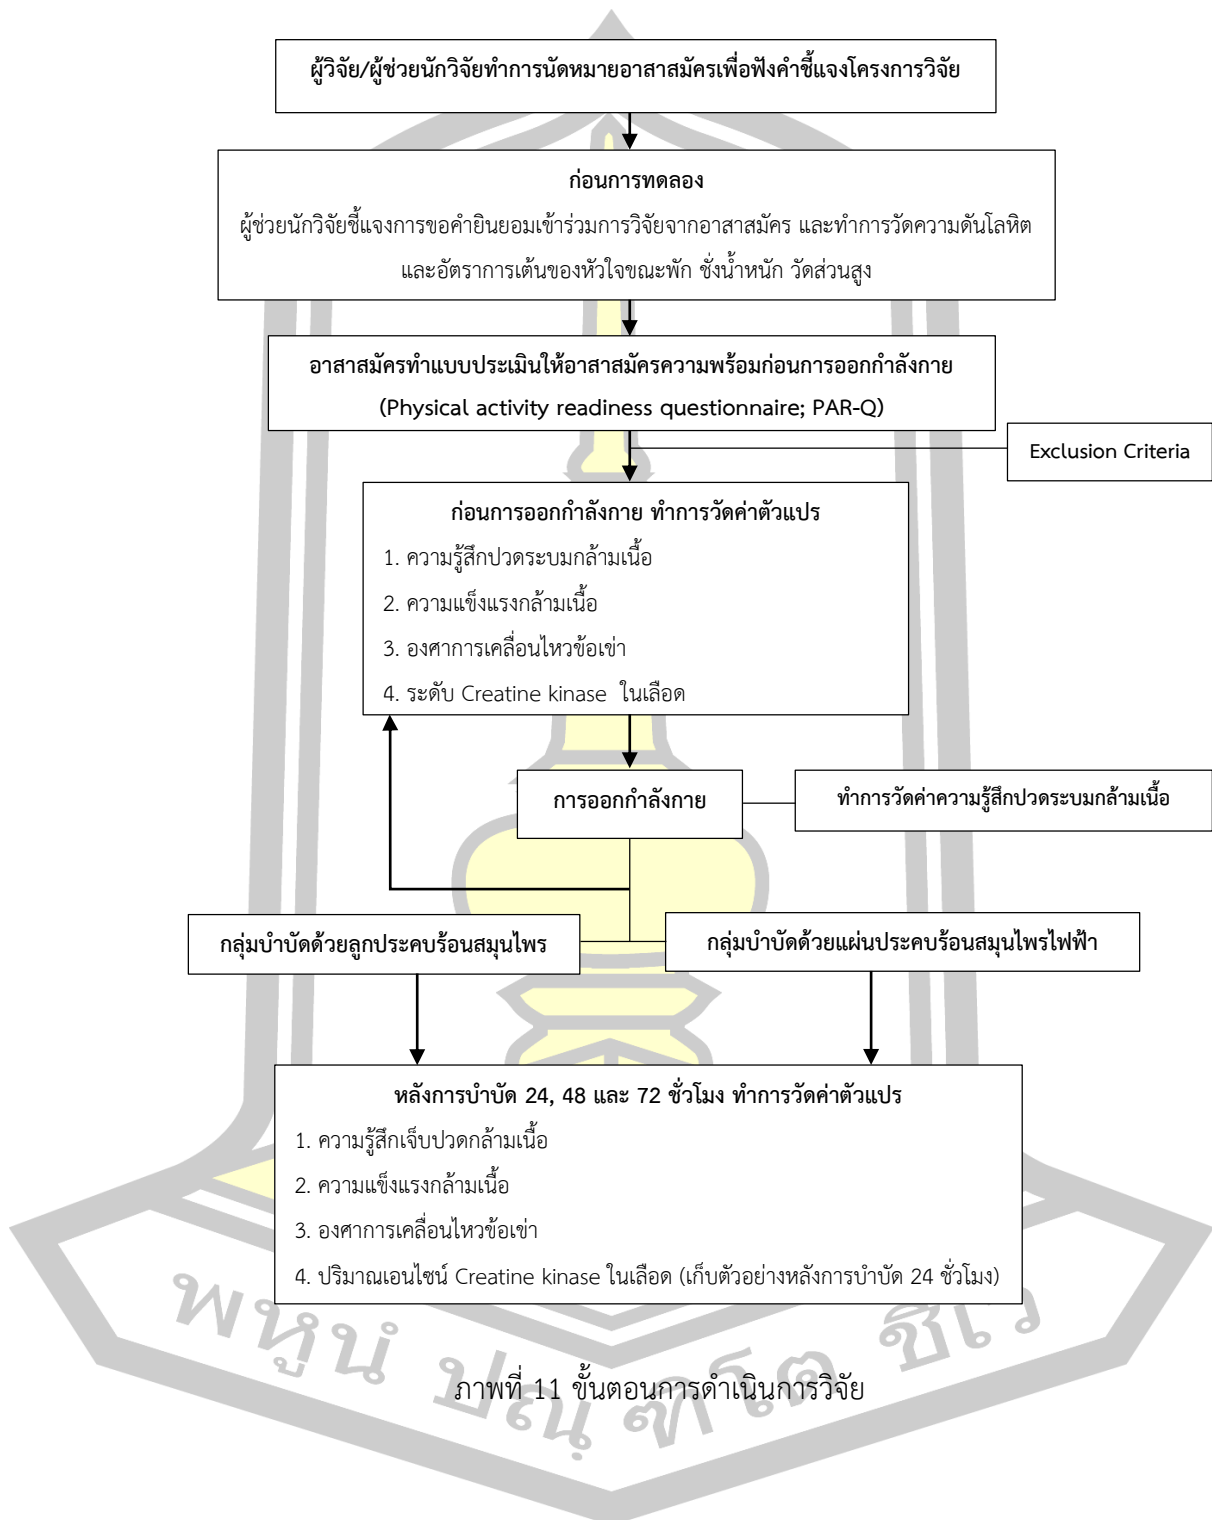 ผู้วิจัย/ผู้ช่วยนักวิจัยทำการนัดหมายอาสาสมัครเพื่อฟังคำชี้แจงโครงการวิจัย
ก่อนการทดลอง
ผู้ช่วยนักวิจัยชี้แจงการขอคำยินยอมเข้าร่วมการวิจัยจากอาสาสมัคร และทำการวัดความดันโลหิต
และอัตราการเต้นของหัวใจขณะพัก ชั่งน้ำหนัก วัดส่วนสูง
อาสาสมัครทำแบบประเมินให้อาสาสมัครความพร้อมก่อนการออกกำลังกาย
(Physical activity readiness questionnaire; PAR-Q)
Exclusion Criteria
ก่อนการออกกำลังกาย ทำการวัดค่าตัวแปร
1. ความรู้สึกปวดระบมกล้ามเนื้อ
2. ความแข็งแรงกล้ามเนื้อ
3. องศาการเคลื่อนไหวข้อเข่า
4. ระดับ Creatine kinase ในเลือด
การออกกำลังกาย
ทำการวัดค่าความรู้สึกปวดระบมกล้ามเนื้อ
กลุ่มบำบัดด้วยลูกประคบร้อนสมุนไพร
กลุ่มบำบัดด้วยแผ่นประคบร้อนสมุนไพรไฟฟ้า
หลังการบำบัด 24, 48 และ 72 ชั่วโมง ทำการวัดค่าตัวแปร
1. ความรู้สึกเจ็บปวดกล้ามเนื้อ
2. ความแข็งแรงกล้ามเนื้อ
3. องศาการเคลื่อนไหวข้อเข่า
4. ปริมาณเอนไซน์ Creatine kinase ในเลือด (เก็บตัวอย่างหลังการบำบัด 24 ชั่วโมง)
พหูนํ ปณฺฑิโต ชีเว
ภาพที่ 11 ขั้นตอนการดำเนินการวิจัย